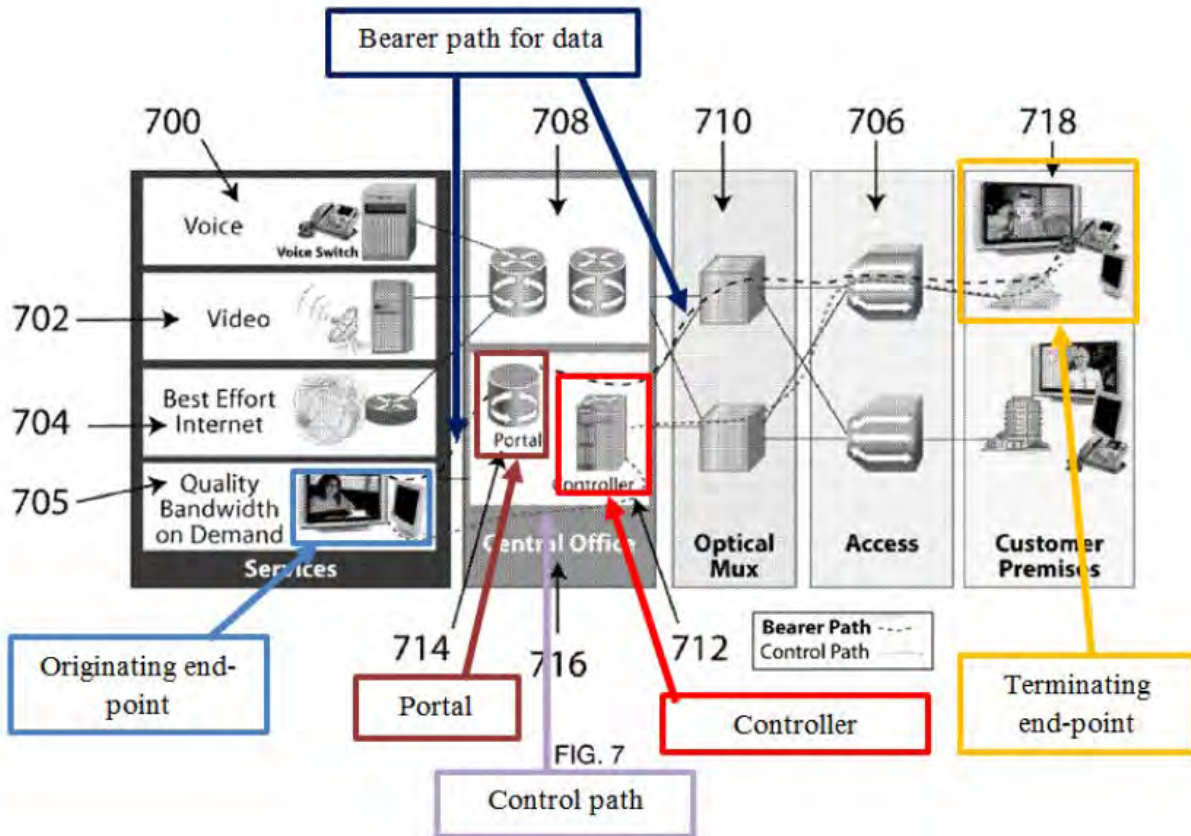 Bearer path for data
700
708
710
706
718
Voice
Voice Switch
702
Video
704
Best Effort
Internet
Portal
Controller
705
Quality
Bandwidth
on Demand
Services
Central Office
Optical
Mux
Access
Customer
Premises
714
716
712
Bearer Path
Control Path
Originating end-
point
Portal
Controller
Terminating
end-point
FIG. 7
Control path